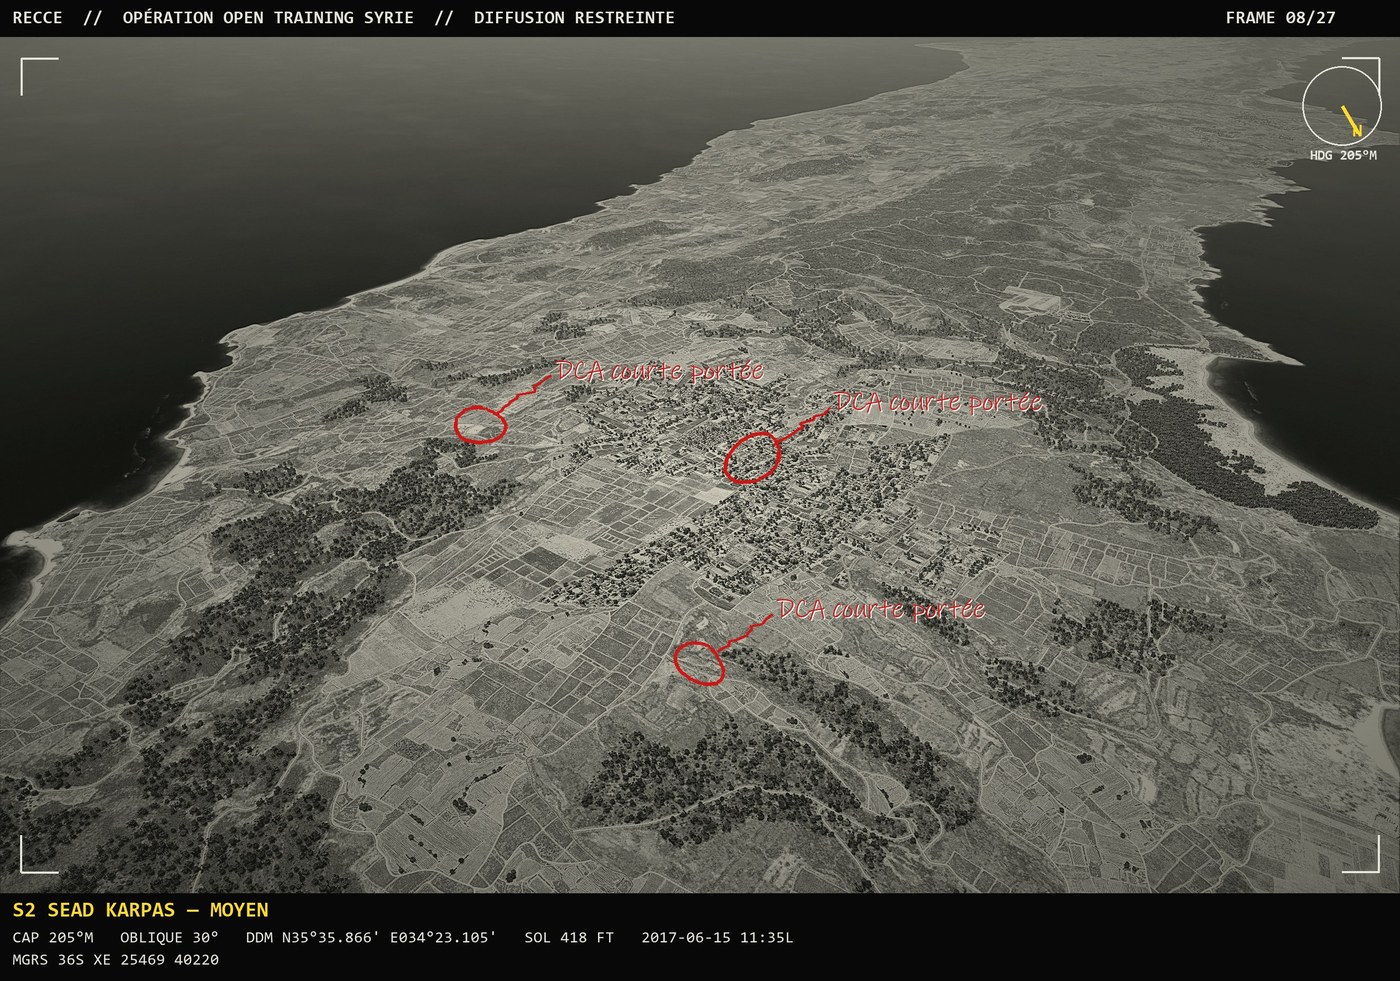 RECCE // OPÉRATION OPEN TRAINING SYRIE // DIFFUSION RESTREINTE
FRAME 08/27
N
HDG 205°M
DCA courte portée
DCA courte portée
DCA courte portée
S2 SEAD KARPAS — MOYEN
CAP 205°M OBLIQUE 30° DDM N35°35.866' E034°23.105' SOL 418 FT 2017-06-15 11:35L
MGRS 36S XE 25469 40220